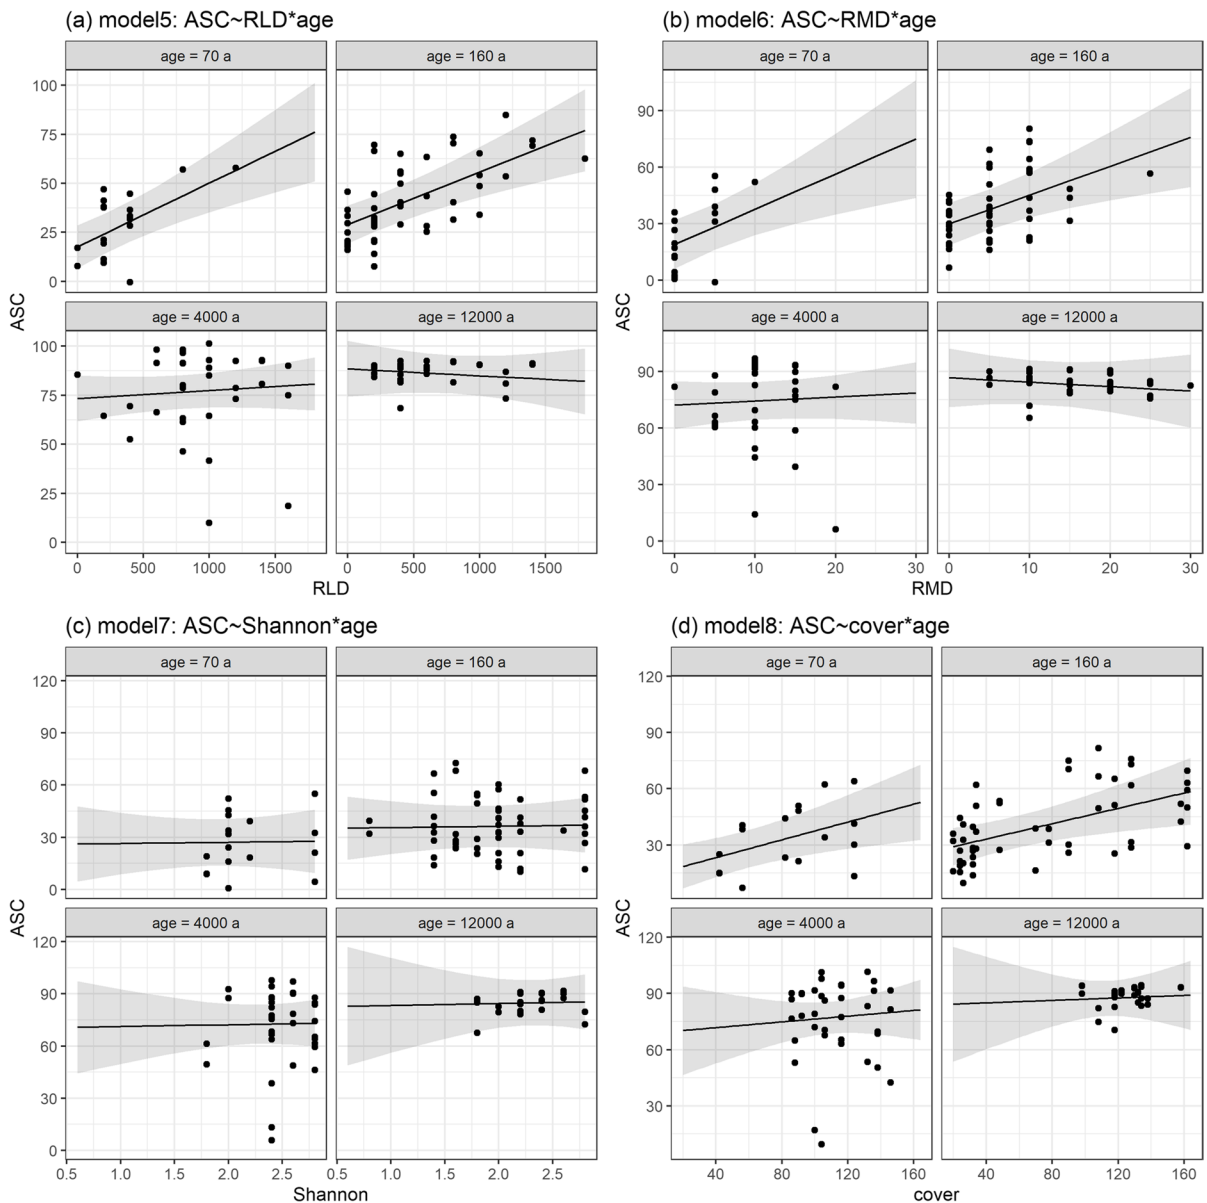 (a) model5: ASC~RLD*age
age = 70 a
age = 160 a
100
75
50
25
0
ASC
age = 4000 a
age = 12000 a
100
75
50
25
0
0 500 1000 1500 0 500 1000 1500
RLD
(b) model6: ASC~RMD*age
age = 70 a
age = 160 a
90
60
30
0
ASC
age = 4000 a
age = 12000 a
90
60
30
0
0 10 20 30 0 10 20 30
RMD
(c) model7: ASC~Shannon*age
age = 70 a
age = 160 a
120
90
60
30
0
ASC
age = 4000 a
age = 12000 a
120
90
60
30
0
0.5 1.0 1.5 2.0 2.5 0.5 1.0 1.5 2.0 2.5
Shannon
(d) model8: ASC~cover*age
age = 70 a
age = 160 a
120
90
60
30
ASC
age = 4000 a
age = 12000 a
120
90
60
30
40 80 120 160 40 80 120 160
cover